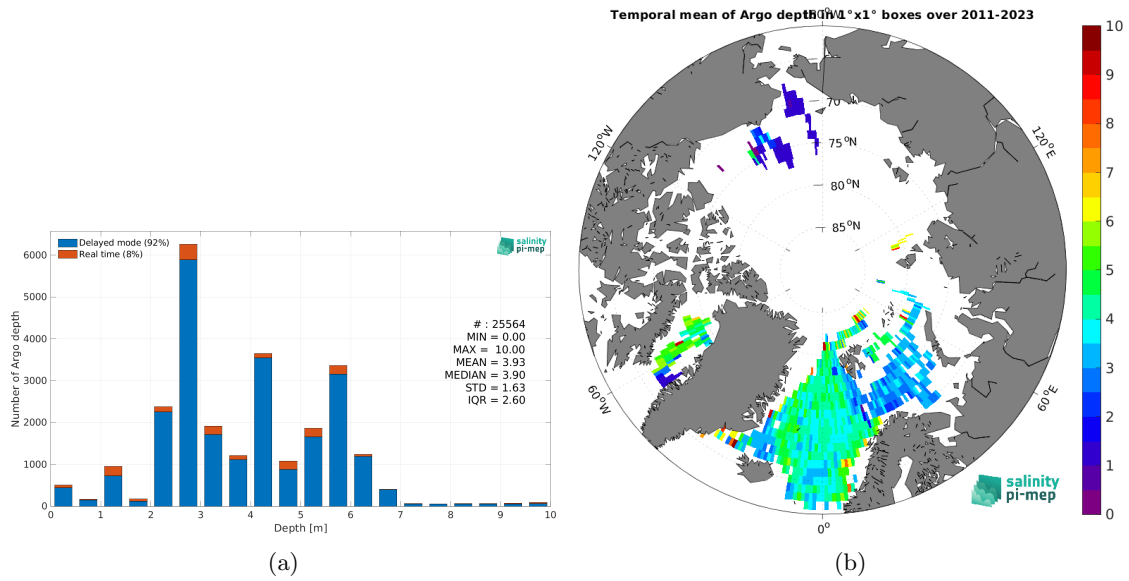 Temporal mean of Argo depth in 1°x1° boxes over 2011-2023
180°W
120°W
120°E
70
75°N
80°N
85°N
60°W
60°E
0°
10
9
8
7
6
5
4
3
2
1
0
salinity
pi-mep
Delayed mode (92%)
Real time (8%)
salinity
pi-mep
# : 25564
MIN = 0.00
MAX = 10.00
MEAN = 3.93
MEDIAN = 3.90
STD = 1.63
IQR = 2.60
Number of Argo depth
6000
5000
4000
3000
2000
1000
0
0 1 2 3 4 5 6 7 8 9 10
Depth [m]
(a)
(b)